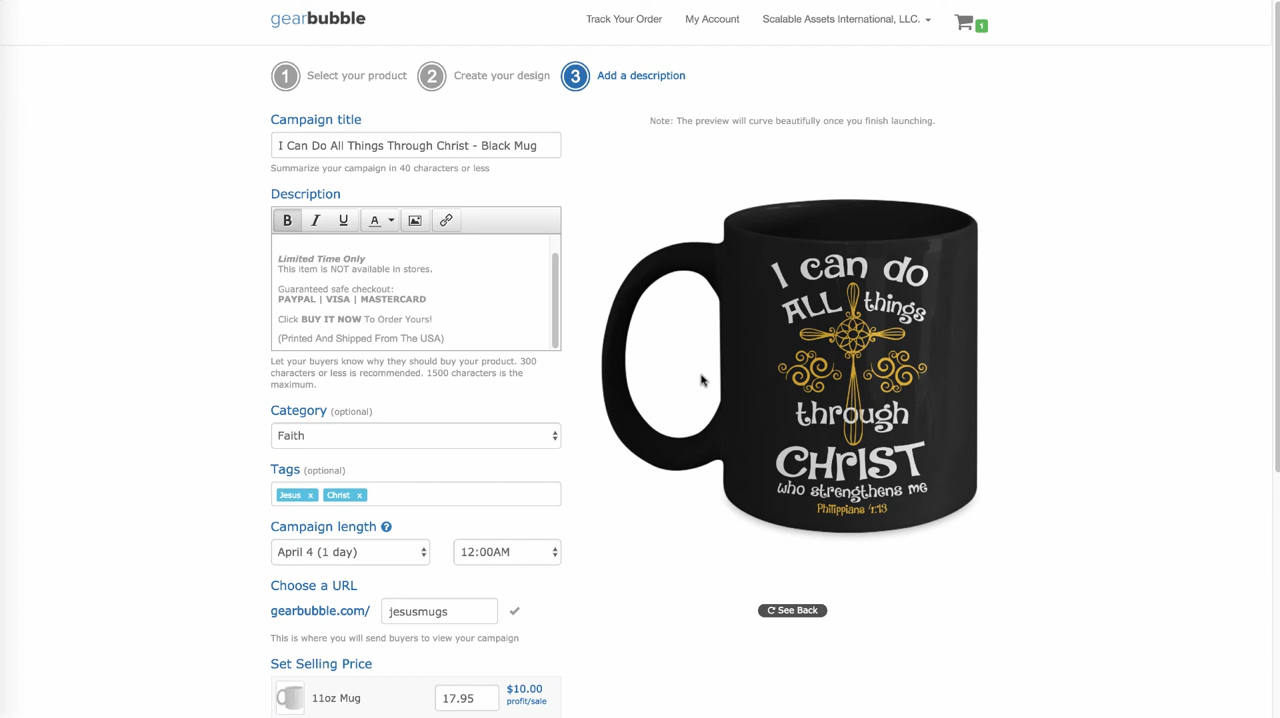 gearbubble
Track Your Order
My Account
Scalable Assets International, LLC.
1
1 Select your product
2 Create your design
3 Add a description
Campaign title
I Can Do All Things Through Christ - Black Mug
Summarize your campaign in 40 characters or less
Description
B I U A
Limited Time Only
This item is NOT available in stores.
Guaranteed safe checkout:
PAYPAL | VISA | MASTERCARD
Click BUY IT NOW To Order Yours!
(Printed And Shipped From The USA)
Let your buyers know why they should buy your product. 300
characters or less is recommended. 1500 characters is the
maximum.
Category (optional)
Faith
Tags (optional)
Jesus x Christ x
Campaign length ?
April 4 (1 day) 12:00AM
Choose a URL
gearbubble.com/ jesusmugs
This is where you will send buyers to view your campaign
Set Selling Price
11oz Mug 17.95 $10.00
profit/sale
Note: The preview will curve beautifully once you finish launching.
I can do
ALL things
through
CHrIST
who strengthens me
Philippians 4:13
See Back